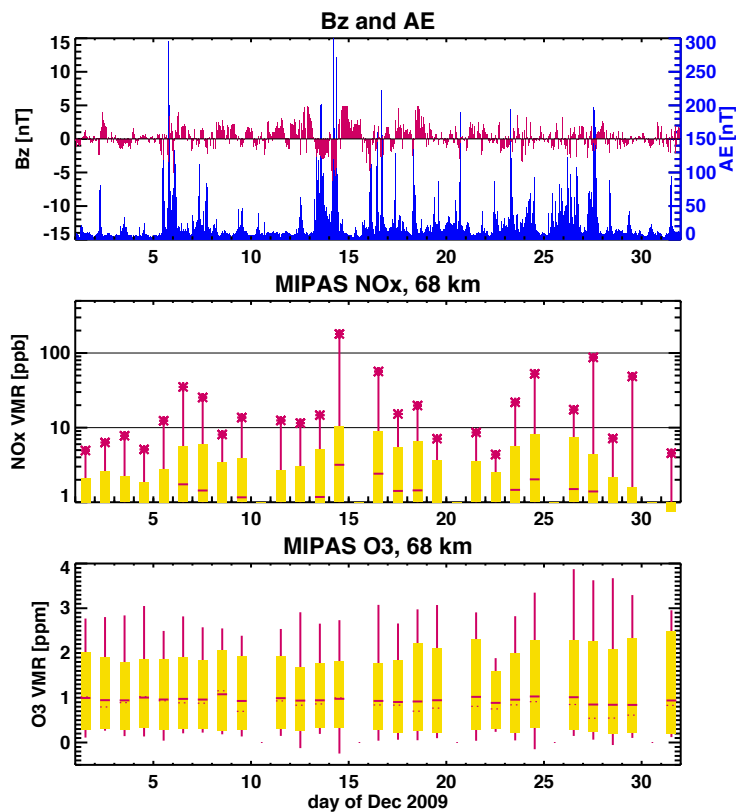 Bz and AE
15
10
5
0
-5
-10
-15
Bz [nT]
300
250
200
150
100
50
0
AE [nT]
5 10 15 20 25 30
MIPAS NOx, 68 km
100
10
1
NOx VMR [ppb]
5 10 15 20 25 30
MIPAS O3, 68 km
4
3
2
1
0
O3 VMR [ppm]
5 10 15 20 25 30
day of Dec 2009